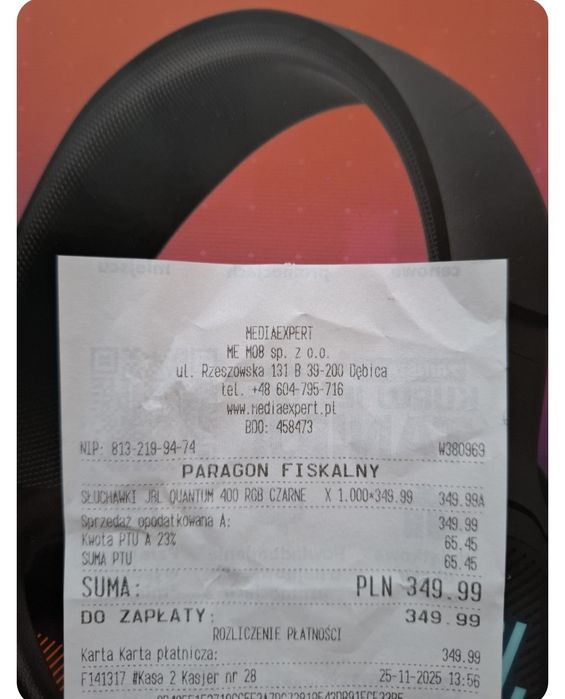 MEDIAEXPERT
ME M08 sp. z o.o.
ul. Rzeszowska 131 B 39-200 Dębica
tel. +48 604-795-716
www.mediaexpert.pl
BDO: 458473
NIP: 813-219-94-74 W380969
PARAGON FISKALNY
SŁUCHAWKI JBL QUANTUM 400 RGB CZARNE X 1.000*349.99 349.99A
Sprzedaż opodatkowana A: 349.99
Kwota PTU A 23% 65.45
SUMA PTU 65.45
SUMA: PLN 349.99
DO ZAPŁATY: 349.99
ROZLICZENIE PŁATNOŚCI
Karta Karta płatnicza: 349.99
F141317 #Kasa 2 Kasjer nr 28 25-11-2025 13:56